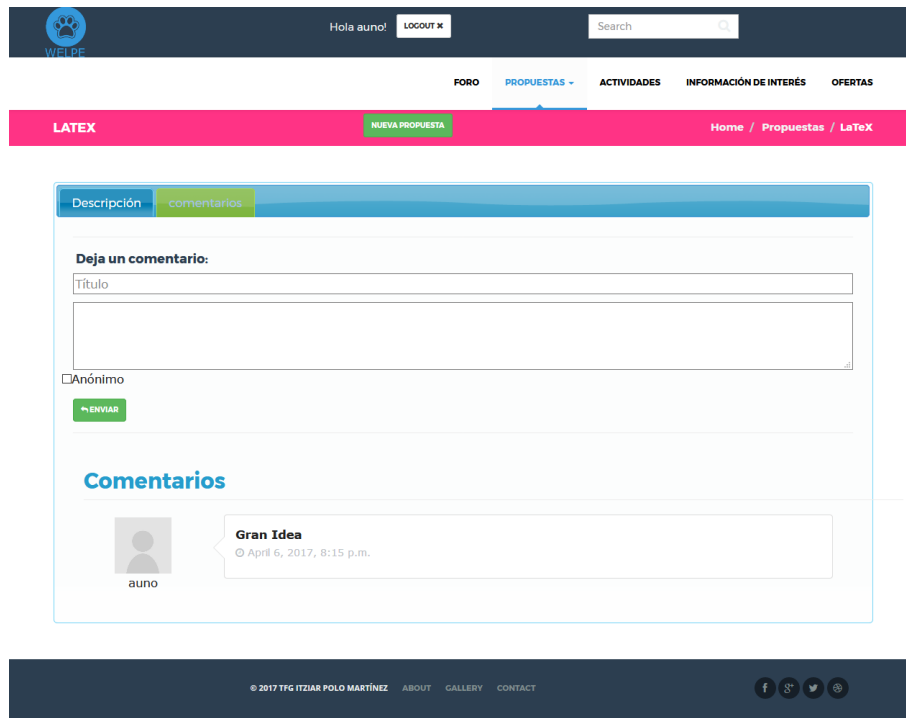 Hola auno! LOGOUT ✖ Search
WELPE
FORO PROPUESTAS ACTIVIDADES INFORMACIÓN DE INTERÉS OFERTAS
LATEX NUEVA PROPUESTA Home / Propuestas / LaTeX
Descripción comentarios
Deja un comentario:
Título
Anónimo
ENVIAR
Comentarios
Gran Idea
April 6, 2017, 8:15 p.m.
auno
© 2017 TFG ITZIAR POLO MARTÍNEZ ABOUT GALLERY CONTACT